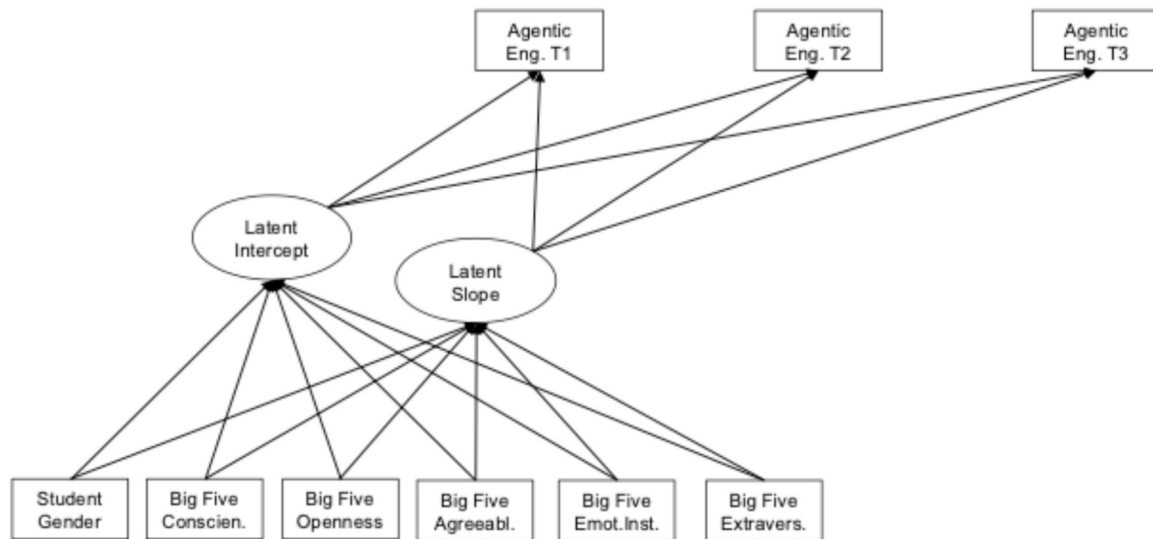 Agentic
Eng. T1
Agentic
Eng. T2
Agentic
Eng. T3
Latent
Intercept
Latent
Slope
Student
Gender
Big Five
Conscien.
Big Five
Openness
Big Five
Agreeabl.
Big Five
Emot.Inst.
Big Five
Extravers.